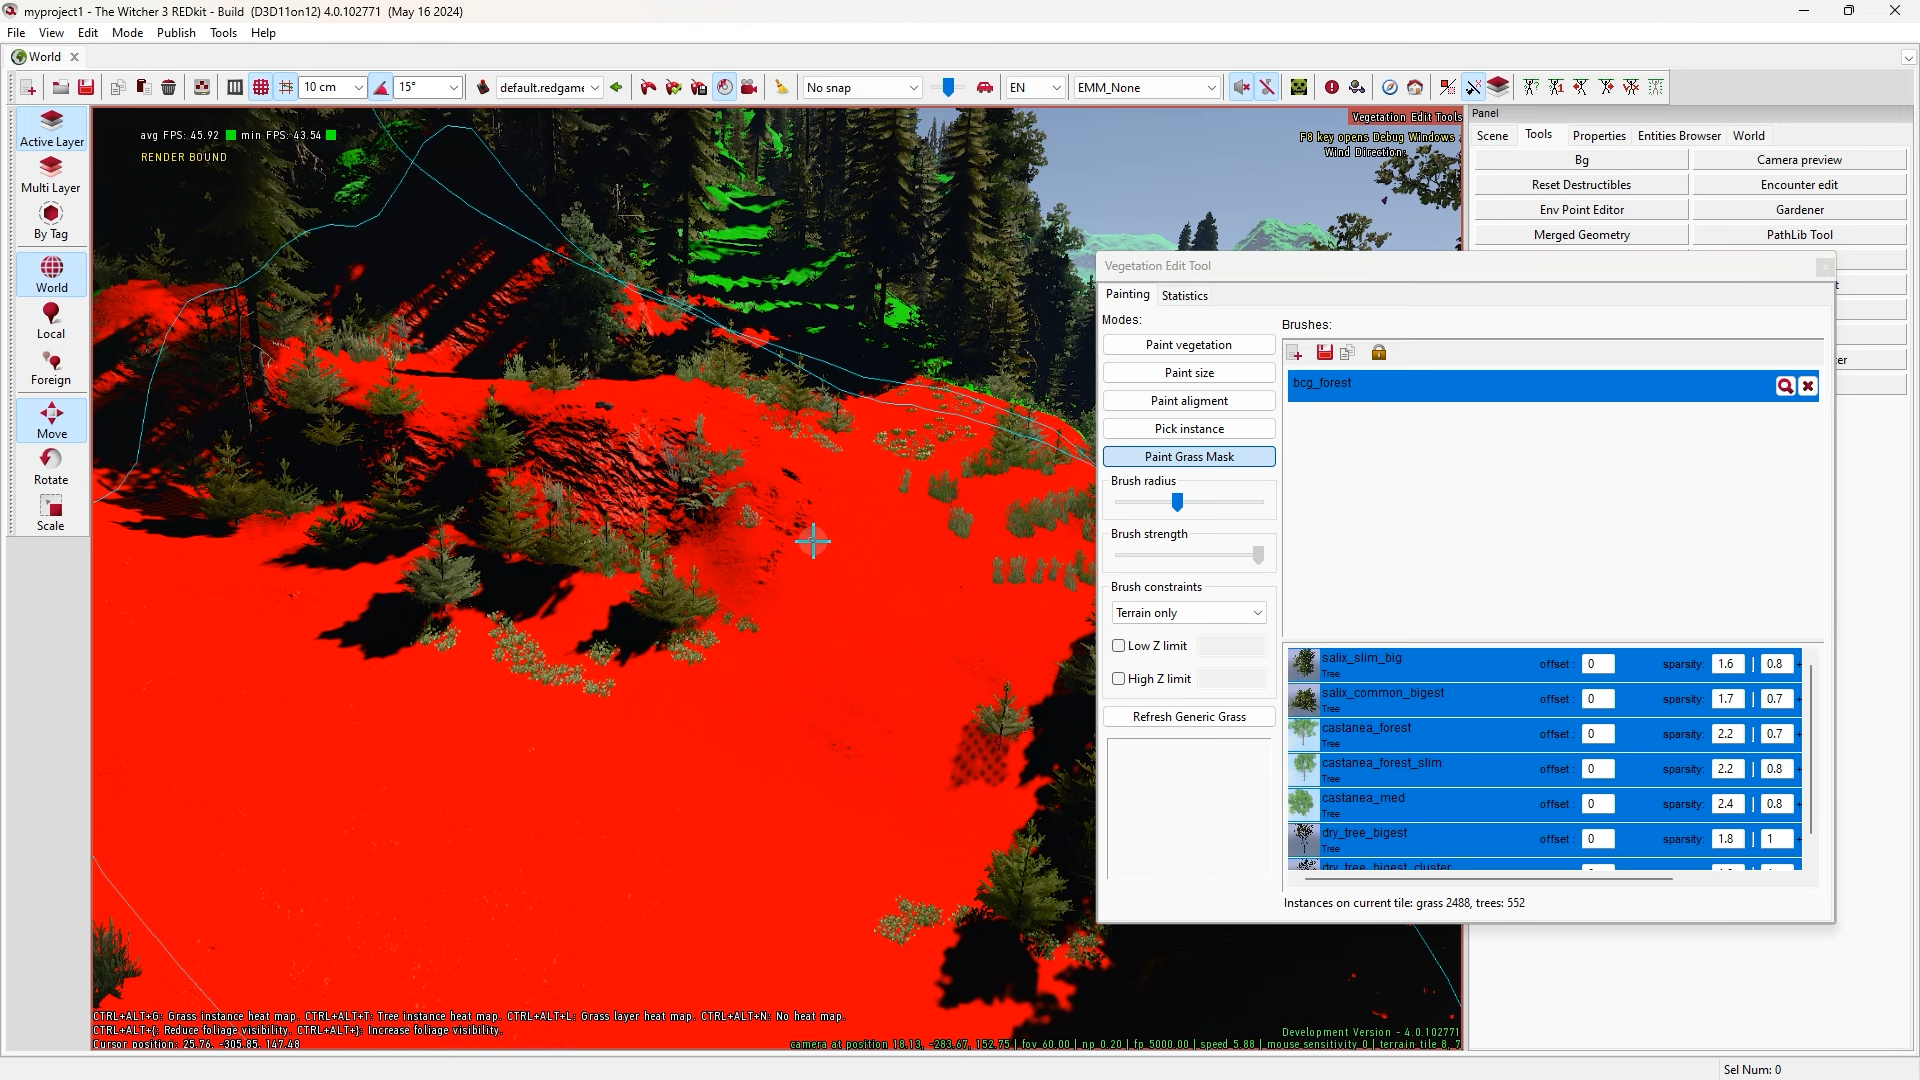 myproject1 - The Witcher 3 REDkit - Build (D3D11on12) 4.0.102771 (May 16 2024)
File View Edit Mode Publish Tools Help
World
10 cm 15° default.redgame No snap EN EMM_None
Active Layer
Multi Layer
By Tag
World
Local
Foreign
Move
Rotate
Scale
avg FPS: 45.92 min FPS: 43.54
RENDER BOUND
Vegetation Edit Tools
F8 key opens Debug Windows
Wind Direction:
CTRL+ALT+G: Grass instance heat map. CTRL+ALT+T: Tree instance heat map. CTRL+ALT+L: Grass layer heat map. CTRL+ALT+N: No heat map.
CTRL+ALT+{: Reduce foliage visibility. CTRL+ALT+}: Increase foliage visibility.
Cursor position: 25.76, -305.85, 147.48
Development Version - 4.0.102771
camera at position 18.13, -283.67, 152.75 | fov 60.00 | np 0.20 | fp 5000.00 | speed 5.88 | mouse sensitivity 0 | terrain tile 8, 7
Panel
Scene Tools Properties Entities Browser World
Bg Camera preview
Reset Destructibles Encounter edit
Env Point Editor Gardener
Merged Geometry PathLib Tool
Vegetation Edit Tool
Painting Statistics
Modes:
Paint vegetation
Paint size
Paint aligment
Pick instance
Paint Grass Mask
Brush radius
Brush strength
Brush constraints
Terrain only
Low Z limit
High Z limit
Refresh Generic Grass
Brushes:
bcg_forest
salix_slim_big
Tree
offset : 0 sparsity: 1.6 | 0.8
salix_common_bigest
Tree
offset : 0 sparsity: 1.7 | 0.7
castanea_forest
Tree
offset : 0 sparsity: 2.2 | 0.7
castanea_forest_slim
Tree
offset : 0 sparsity: 2.2 | 0.8
castanea_med
Tree
offset : 0 sparsity: 2.4 | 0.8
dry_tree_bigest
Tree
offset : 0 sparsity: 1.8 | 1
dry_tree_bigest_cluster
Instances on current tile: grass 2488, trees: 552
Sel Num: 0